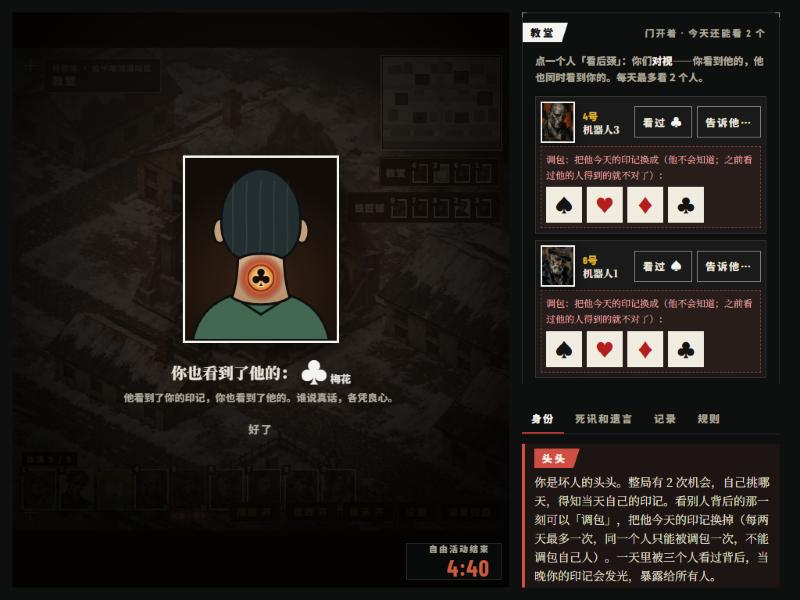 教堂
门开着 · 今天还能看 2 个
点一个人「看后颈」：你们对视——你看到他的，他
也同时看到你的。每天最多看 2 个人。
4号
机器人3
看过 ♣
告诉他…
调包：把他今天的印记换成（他不会知道；之前看
过他的人得到的就不对了）：
♠ ♥ ♦ ♣
6号
机器人1
看过 ♠
告诉他…
调包：把他今天的印记换成（他不会知道；之前看
过他的人得到的就不对了）：
♠ ♥ ♦ ♣
你也看到了他的： ♣ 梅花
他看到了你的印记，你也看到了他的。谁说真话，各凭良心。
好了
自由活动结束
4:40
身份 死讯和遗言 记录 规则
头头
你是坏人的头头。整局有 2 次机会，自己挑哪
天，得知当天自己的印记。看别人背后的那一
刻可以「调包」，把他今天的印记换掉（每两
天最多一次，同一个人只能被调包一次，不能
调包自己人）。一天里被三个人看过背后，当
晚你的印记会发光，暴露给所有人。
教堂
教堂
铁匠铺